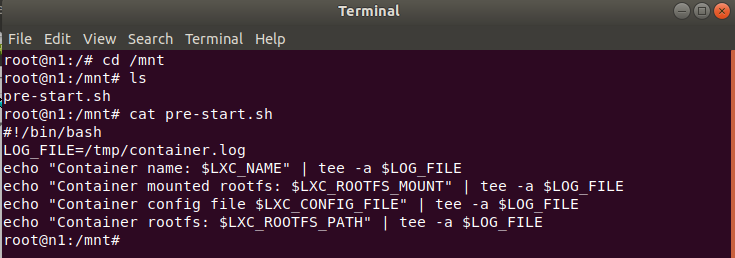 Terminal
File Edit View Search Terminal Help
root@n1:/# cd /mnt
root@n1:/mnt# ls
pre-start.sh
root@n1:/mnt# cat pre-start.sh
#!/bin/bash
LOG_FILE=/tmp/container.log
echo "Container name: $LXC_NAME" | tee -a $LOG_FILE
echo "Container mounted rootfs: $LXC_ROOTFS_MOUNT" | tee -a $LOG_FILE
echo "Container config file $LXC_CONFIG_FILE" | tee -a $LOG_FILE
echo "Container rootfs: $LXC_ROOTFS_PATH" | tee -a $LOG_FILE
root@n1:/mnt#